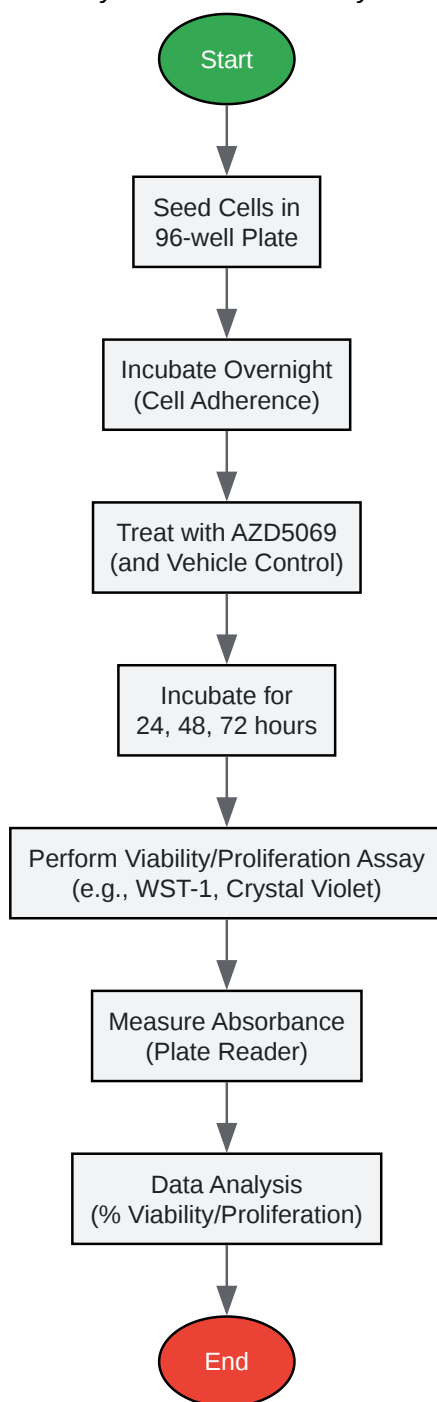 Start
Seed Cells in
96-well Plate
Incubate Overnight
(Cell Adherence)
Treat with AZD5069
(and Vehicle Control)
Incubate for
24, 48, 72 hours
Perform Viability/Proliferation Assay
(e.g., WST-1, Crystal Violet)
Measure Absorbance
(Plate Reader)
Data Analysis
(% Viability/Proliferation)
End